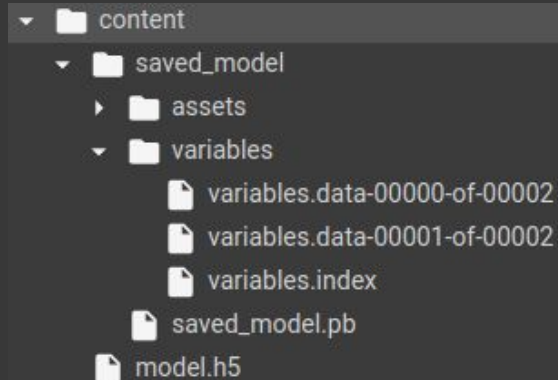 content
saved_model
assets
variables
variables.data-00000-of-00002
variables.data-00001-of-00002
variables.index
saved_model.pb
model.h5